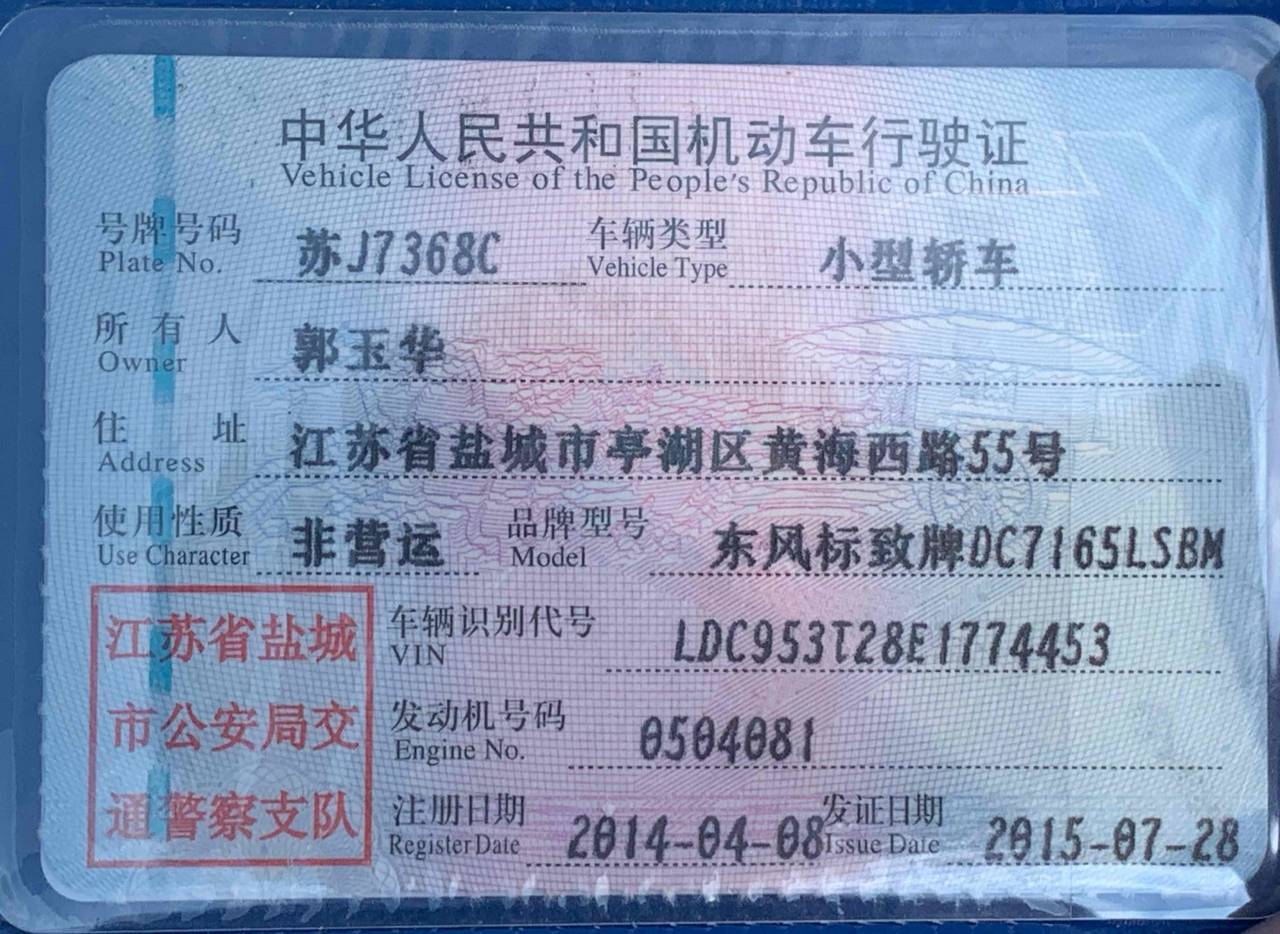 中华人民共和国机动车行驶证
Vehicle License of the People's Republic of China
号牌号码 苏J7368C 车辆类型 小型轿车
Plate No. Vehicle Type
所有人 郭玉华
Owner
住址 江苏省盐城市亭湖区黄海西路55号
Address
使用性质 非营运 品牌型号 东风标致牌DC7165LSBM
Use Character Model
车辆识别代号 LDC953T28E1774453
VIN
发动机号码 0504081
Engine No.
注册日期 2014-04-08 发证日期 2015-07-28
Register Date Issue Date
江苏省盐城
市公安局交
通警察支队